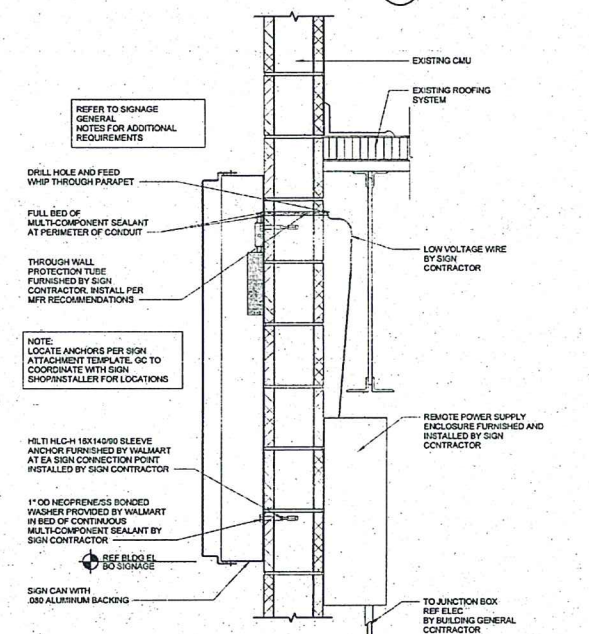 EXISTING CMU
EXISTING ROOFING
SYSTEM
REFER TO SIGNAGE
GENERAL
NOTES FOR ADDITIONAL
REQUIREMENTS
DRILL HOLE AND FEED
WHIP THROUGH PARAPET
FULL BED OF
MULTI-COMPONENT SEALANT
AT PERIMETER OF CONDUIT
LOW VOLTAGE WIRE
BY SIGN
CONTRACTOR
THROUGH WALL
PROTECTION TUBE
FURNISHED BY SIGN
CONTRACTOR. INSTALL PER
MFR RECOMMENDATIONS
NOTE:
LOCATE ANCHORS PER SIGN
ATTACHMENT TEMPLATE, GC TO
COORDINATE WITH SIGN
SHOP/INSTALLER FOR LOCATIONS
REMOTE POWER SUPPLY
ENCLOSURE FURNISHED AND
INSTALLED BY SIGN
CONTRACTOR
HILTI HLC-H 16X140/90 SLEEVE
ANCHOR FURNISHED BY WALMART
AT EA SIGN CONNECTION POINT
INSTALLED BY SIGN CONTRACTOR
1" OD NEOPRENE/SS BONDED
WASHER PROVIDED BY WALMART
IN BED OF CONTINUOUS
MULTI-COMPONENT SEALANT BY
SIGN CONTRACTOR
REF BLDG EL
BO SIGNAGE
SIGN CAN WITH
.080 ALUMINUM BACKING
TO JUNCTION BOX
REF ELEC
BY BUILDING GENERAL
CONTRACTOR